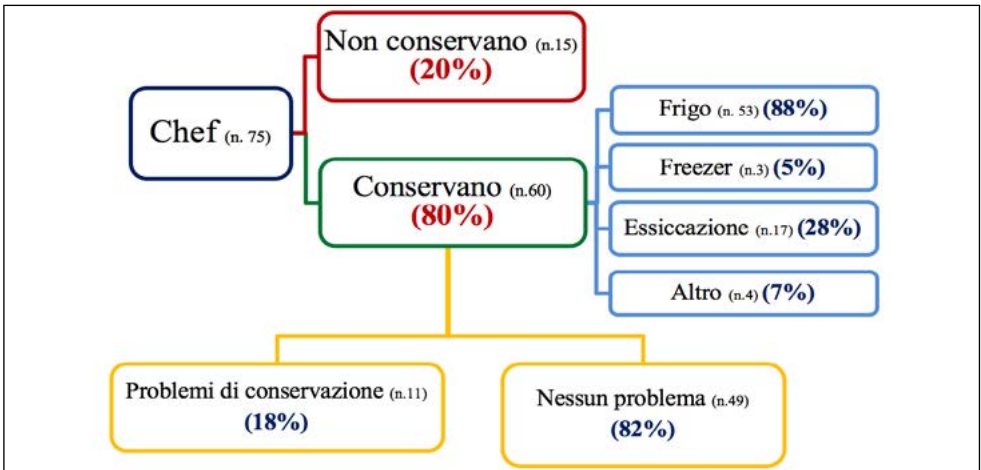 Non conservano (n.15)
(20%)
Chef (n. 75)
Conservano (n.60)
(80%)
Frigo (n. 53) (88%)
Freezer (n.3) (5%)
Essiccazione (n.17) (28%)
Altro (n.4) (7%)
Problemi di conservazione (n.11)
(18%)
Nessun problema (n.49)
(82%)